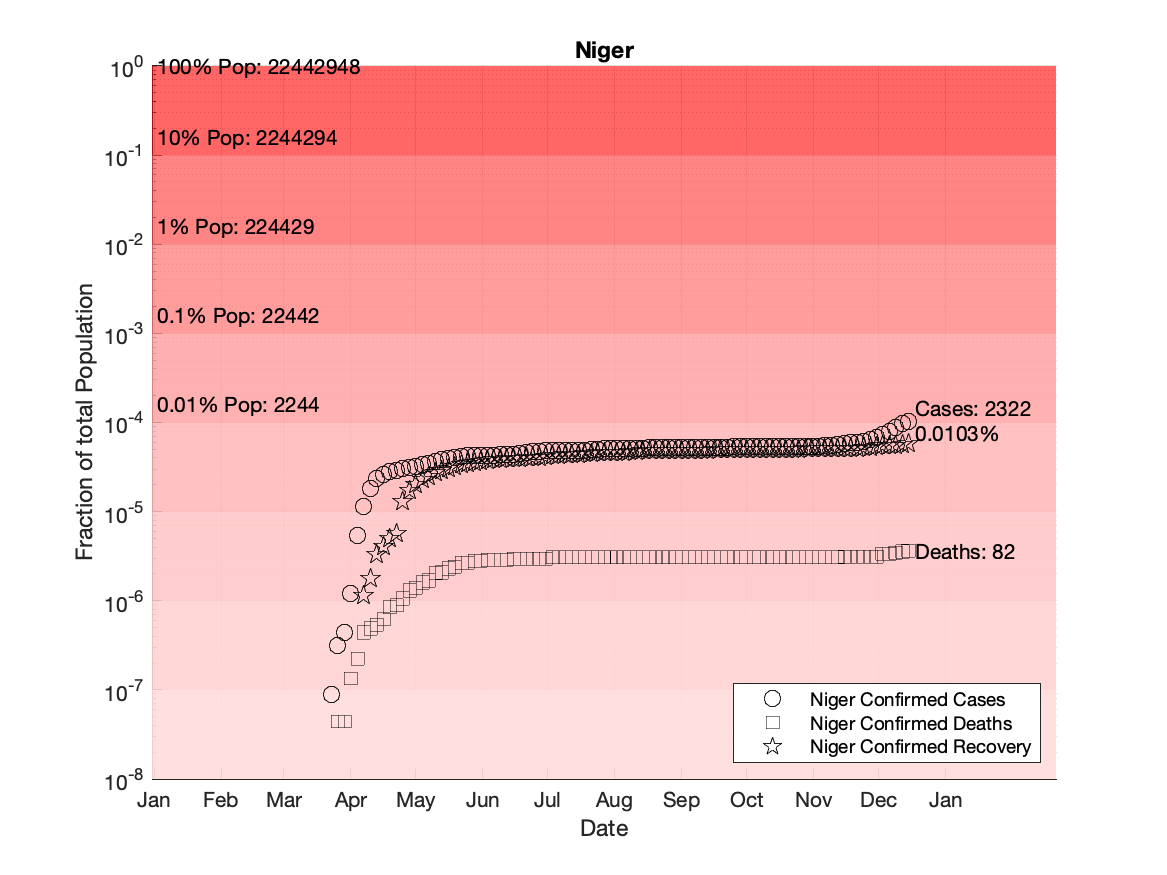 Niger
10^0
100% Pop: 22442948
10% Pop: 2244294
10^-1
1% Pop: 224429
10^-2
0.1% Pop: 22442
10^-3
0.01% Pop: 2244
10^-4
Cases: 2322
0.0103%
10^-5
Deaths: 82
10^-6
10^-7
10^-8
Fraction of total Population
Niger Confirmed Cases
Niger Confirmed Deaths
Niger Confirmed Recovery
Jan Feb Mar Apr May Jun Jul Aug Sep Oct Nov Dec Jan
Date